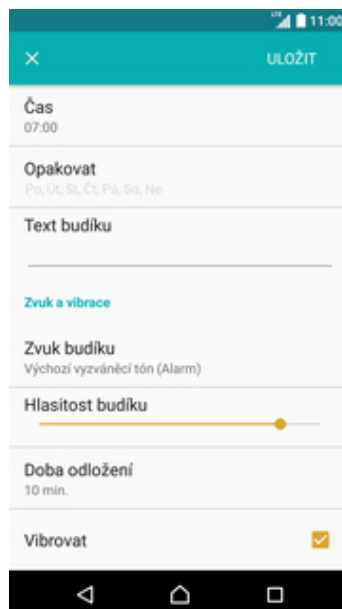 LTE 11:00
ULOŽIT
Čas
07:00
Opakovat
Po, Út, St, Čt, Pá, So, Ne
Text budíku
Zvuk a vibrace
Zvuk budíku
Výchozí vyzváněcí tón (Alarm)
Hlasitost budíku
Doba odložení
10 min.
Vibrovat